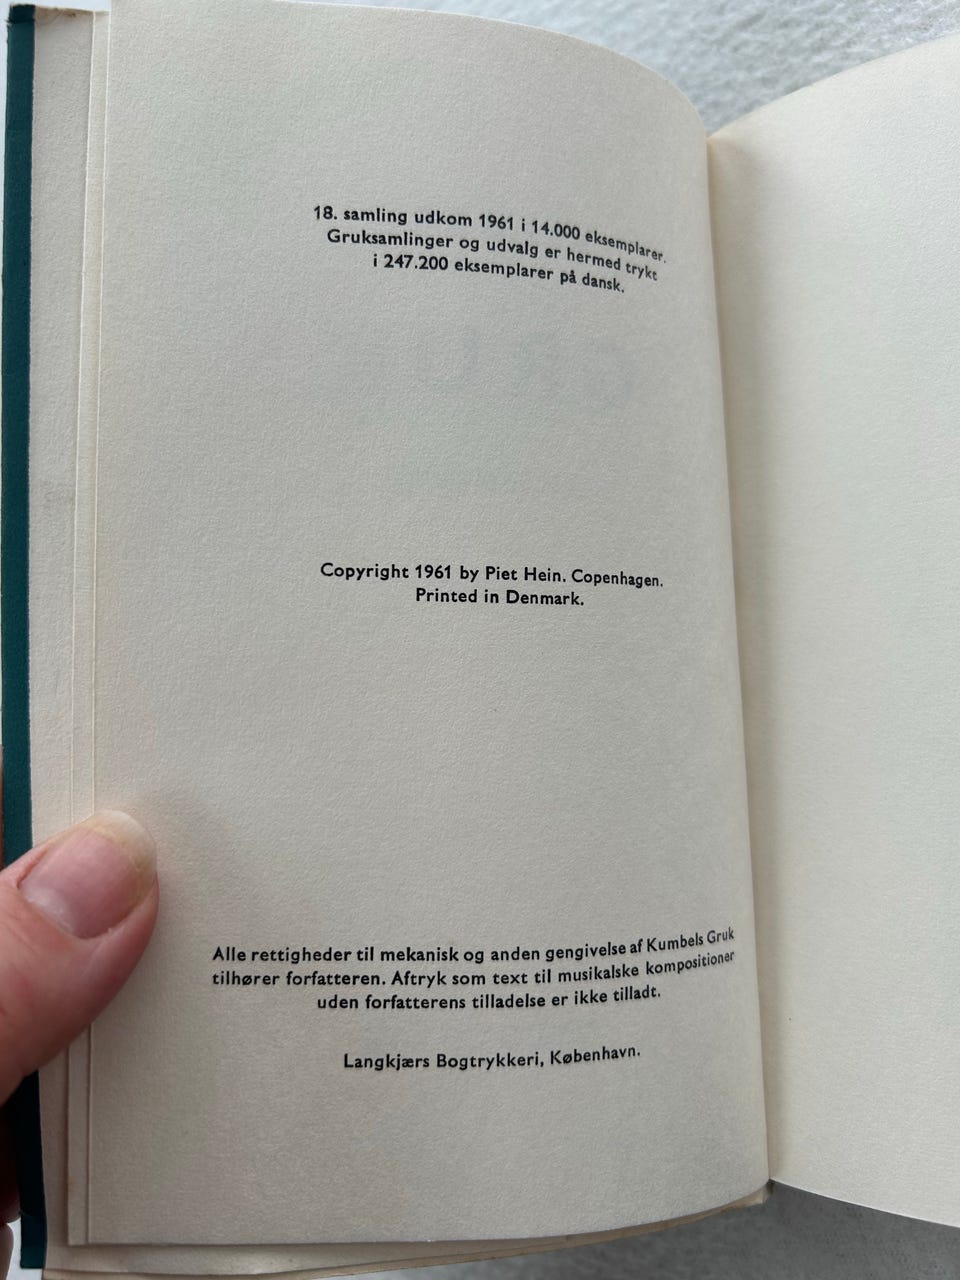 18. samling udkom 1961 i 14.000 eksemplarer.
Gruksamlinger og udvalg er hermed trykt
i 247.200 eksemplarer på dansk.
Copyright 1961 by Piet Hein. Copenhagen.
Printed in Denmark.
Alle rettigheder til mekanisk og anden gengivelse af Kumbels Gruk
tilhører forfatteren. Aftryk som text til musikalske kompositioner
uden forfatterens tilladelse er ikke tilladt.
Langkjærs Bogtrykkeri, København.